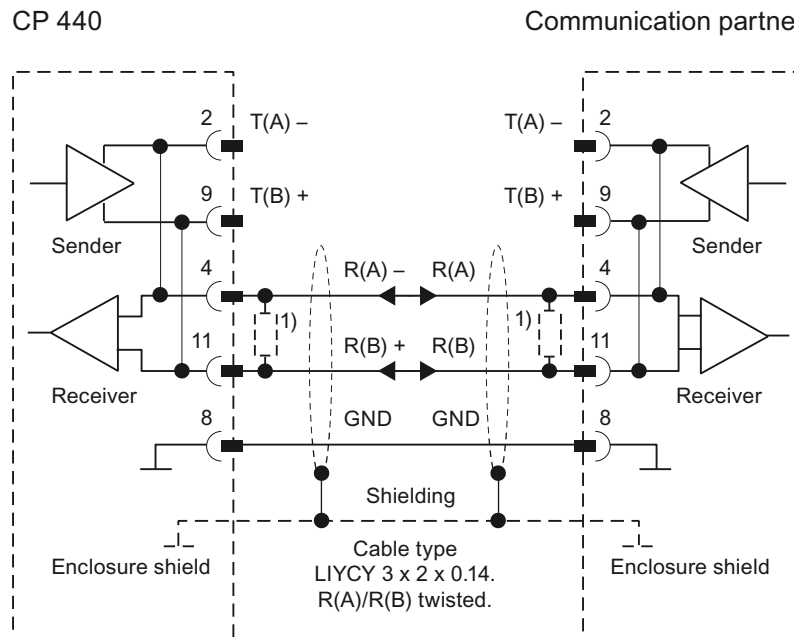 CP 440
Communication partne
2 T(A) – T(A) – 2
9 T(B) + T(B) + 9
Sender Sender
4 R(A) – R(A) 4
1) 1)
11 R(B) + R(B) 11
Receiver Receiver
8 GND GND 8
Shielding
Enclosure shield Enclosure shield
Cable type
LIYCY 3 x 2 x 0.14.
R(A)/R(B) twisted.